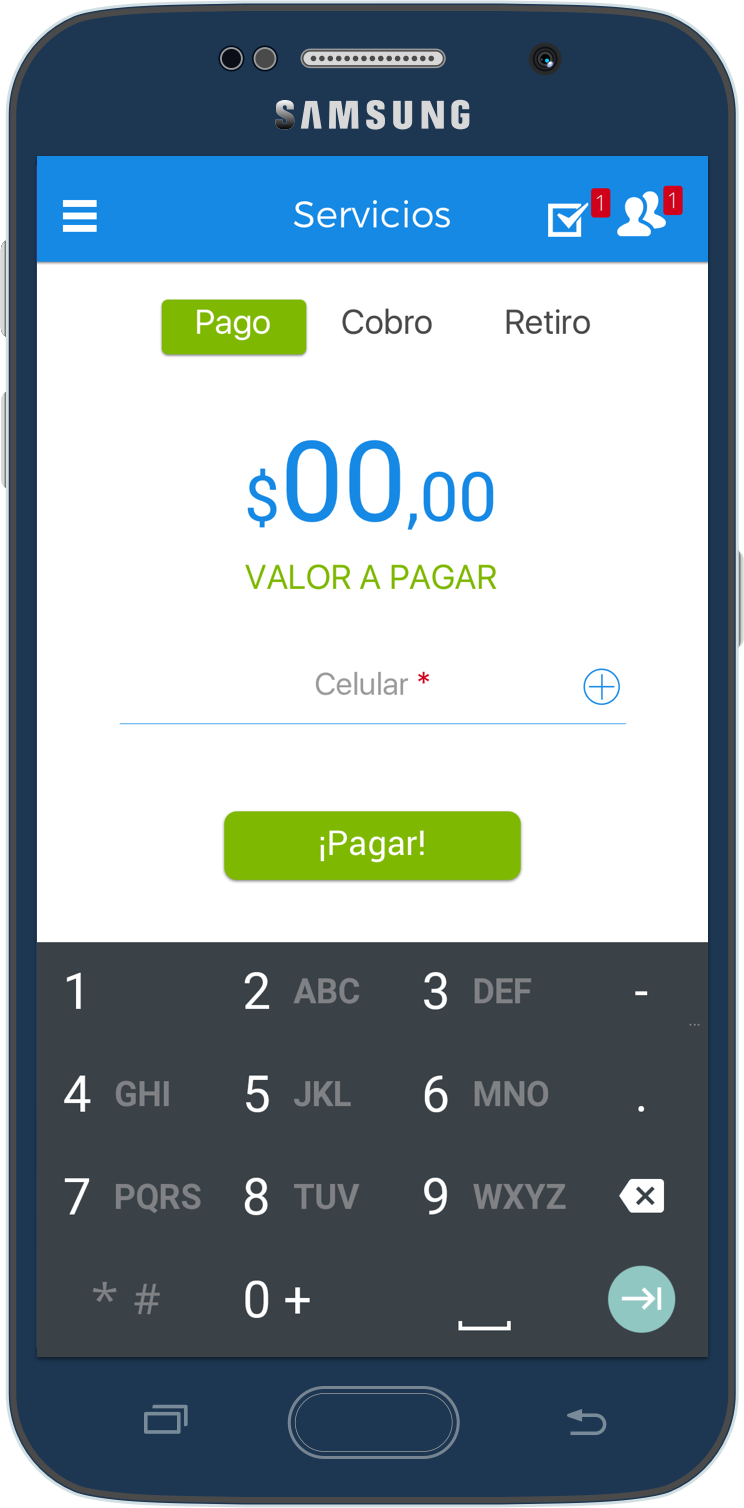 SAMSUNG
Servicios 1 1
Pago Cobro Retiro
$00,00
VALOR A PAGAR
Celular *
¡Pagar!
1 2 ABC 3 DEF -
...
4 GHI 5 JKL 6 MNO .
7 PQRS 8 TUV 9 WXYZ
* # 0 +